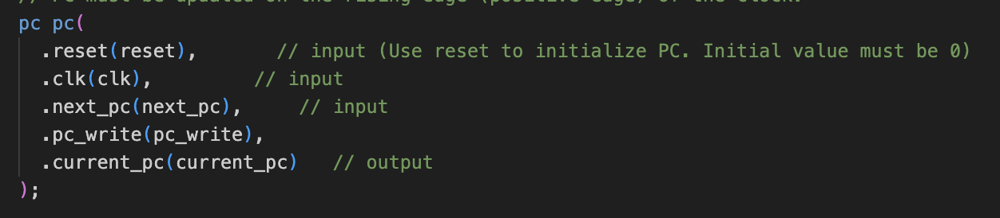 // PC must be updated on the rising edge (positive edge) of the clock.
pc pc(
.reset(reset), // input (Use reset to initialize PC. Initial value must be 0)
.clk(clk), // input
.next_pc(next_pc), // input
.pc_write(pc_write),
.current_pc(current_pc) // output
);